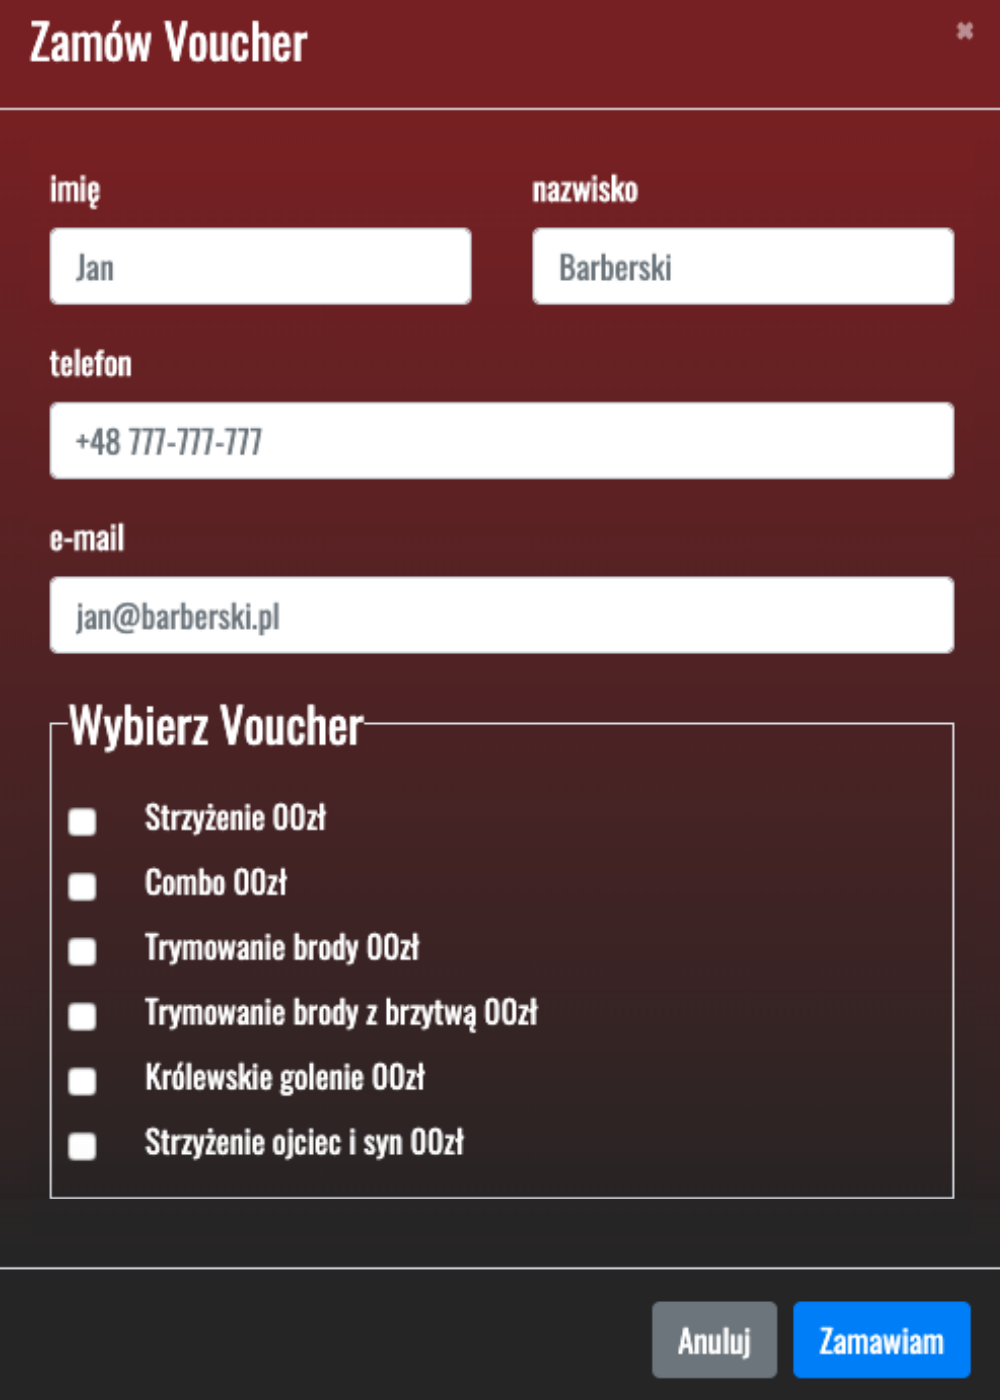 Zamów Voucher
imię nazwisko
Jan Barberski
telefon
+48 777-777-777
e-mail
jan@barberski.pl
Wybierz Voucher
Strzyżenie 00zł
Combo 00zł
Trymowanie brody 00zł
Trymowanie brody z brzytwą 00zł
Królewskie golenie 00zł
Strzyżenie ojciec i syn 00zł
Anuluj Zamawiam